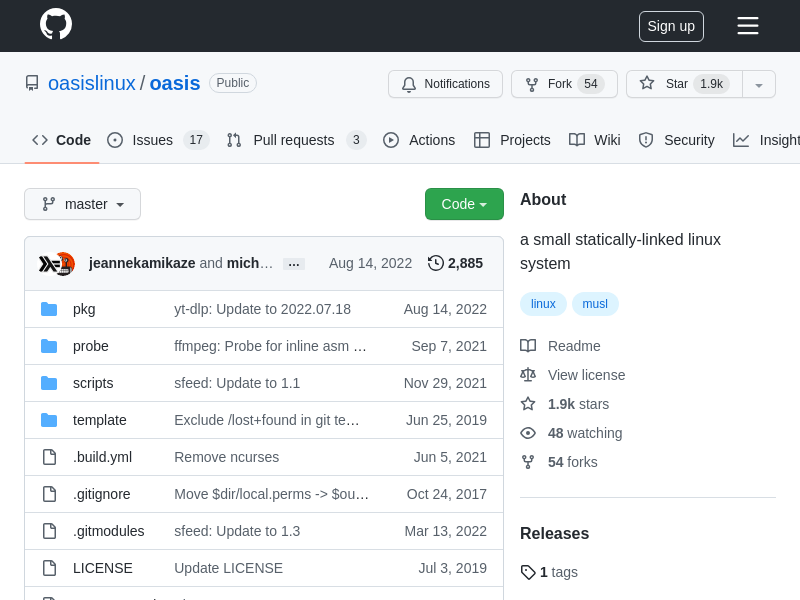 Sign up
oasislinux / oasis Public
Notifications Fork 54 Star 1.9k
Code Issues 17 Pull requests 3 Actions Projects Wiki Security Insight
master Code
About
a small statically-linked linux
system
linux musl
Readme
View license
1.9k stars
48 watching
54 forks
Releases
1 tags
jeannekamikaze and mich… … Aug 14, 2022 2,885
pkg yt-dlp: Update to 2022.07.18 Aug 14, 2022
probe ffmpeg: Probe for inline asm … Sep 7, 2021
scripts sfeed: Update to 1.1 Nov 29, 2021
template Exclude /lost+found in git te… Jun 25, 2019
.build.yml Remove ncurses Jun 5, 2021
.gitignore Move $dir/local.perms -> $ou… Oct 24, 2017
.gitmodules sfeed: Update to 1.3 Mar 13, 2022
LICENSE Update LICENSE Jul 3, 2019